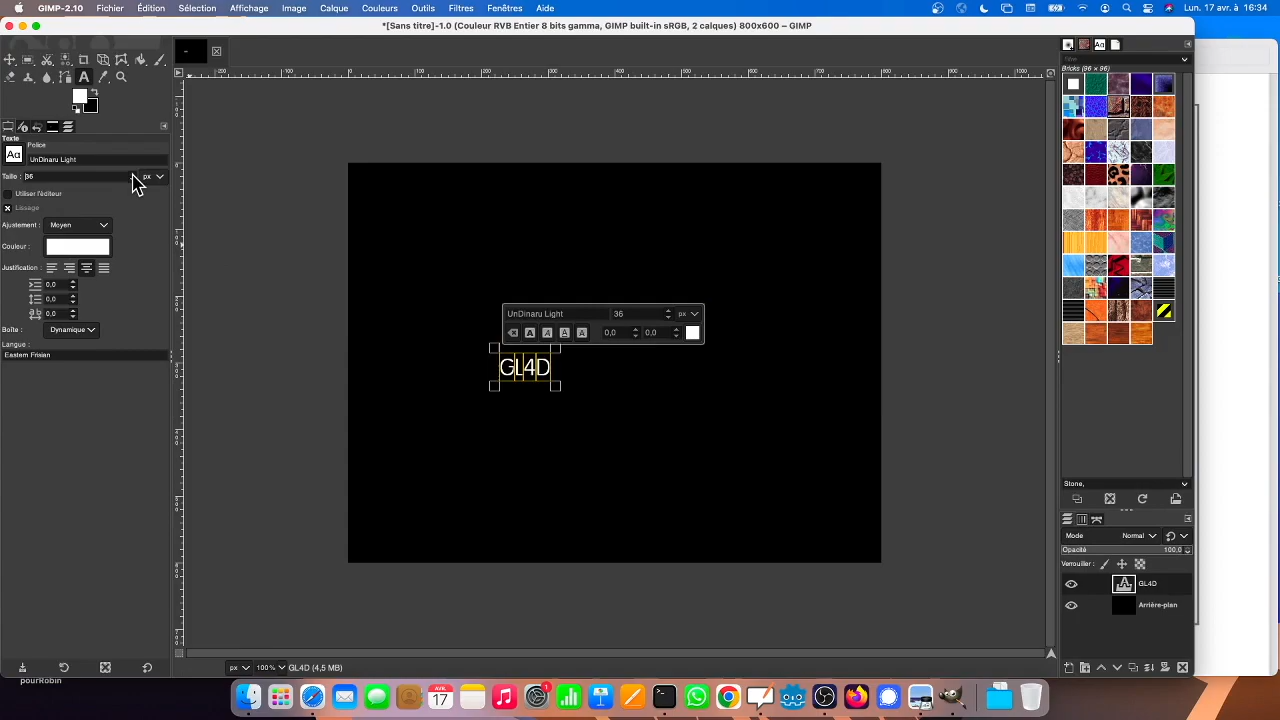 GIMP-2.10 Fichier Édition Sélection Affichage Image Calque Couleurs Outils Filtres Fenêtres Aide Lun. 17 avr. à 16:34
*[Sans titre]-1.0 (Couleur RVB Entier 8 bits gamma, GIMP built-in sRGB, 2 calques) 800x600 – GIMP
filtre
Bricks (96 × 96)
Texte
Police
Aa UnDinaru Light
Taille : 36 px
Utiliser l'éditeur
Lissage
Ajustement : Moyen
Couleur :
Justification :
0,0
0,0
0,0
Boîte : Dynamique
Langue :
Eastern Frisian
UnDinaru Light 36 px
0,0 0,0
GL4D
Stone,
Mode Normal
Opacité 100,0
Verrouiller :
GL4D
Arrière-plan
px 100% GL4D (4,5 MB)
pourRobin
AVR.
17